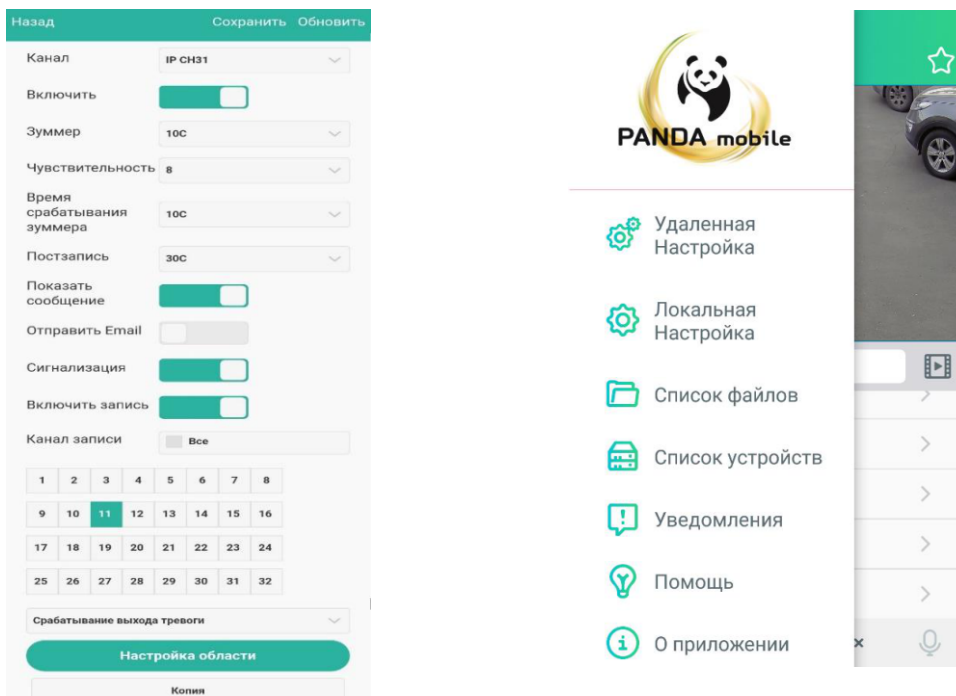 Назад Сохранить Обновить
Канал IP CH31
Включить
Зуммер 10С
Чувствительность 8
Время
срабатывания
зуммера 10С
Постзапись 30С
Показать
сообщение
Отправить Email
Сигнализация
Включить запись
Канал записи Все
1 2 3 4 5 6 7 8
9 10 11 12 13 14 15 16
17 18 19 20 21 22 23 24
25 26 27 28 29 30 31 32
Срабатывание выхода тревоги
Настройка области
Копия
PANDA mobile
Удаленная
Настройка
Локальная
Настройка
Список файлов
Список устройств
Уведомления
Помощь
О приложении